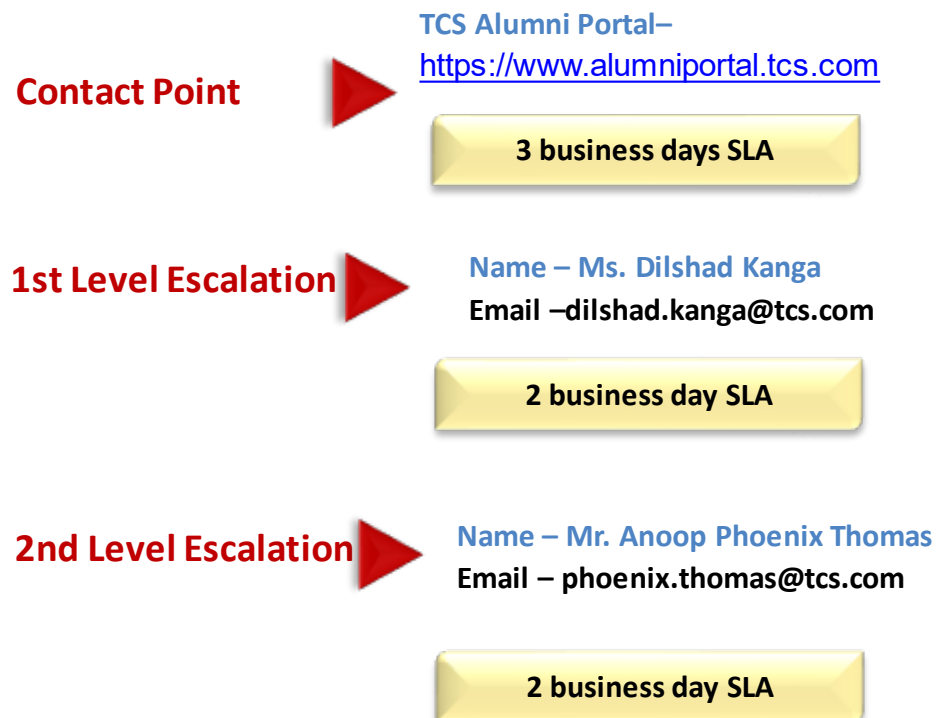 TCS Alumni Portal–
https://www.alumniportal.tcs.com
Contact Point
3 business days SLA
1st Level Escalation
Name – Ms. Dilshad Kanga
Email –dilshad.kanga@tcs.com
2 business day SLA
2nd Level Escalation
Name – Mr. Anoop Phoenix Thomas
Email – phoenix.thomas@tcs.com
2 business day SLA